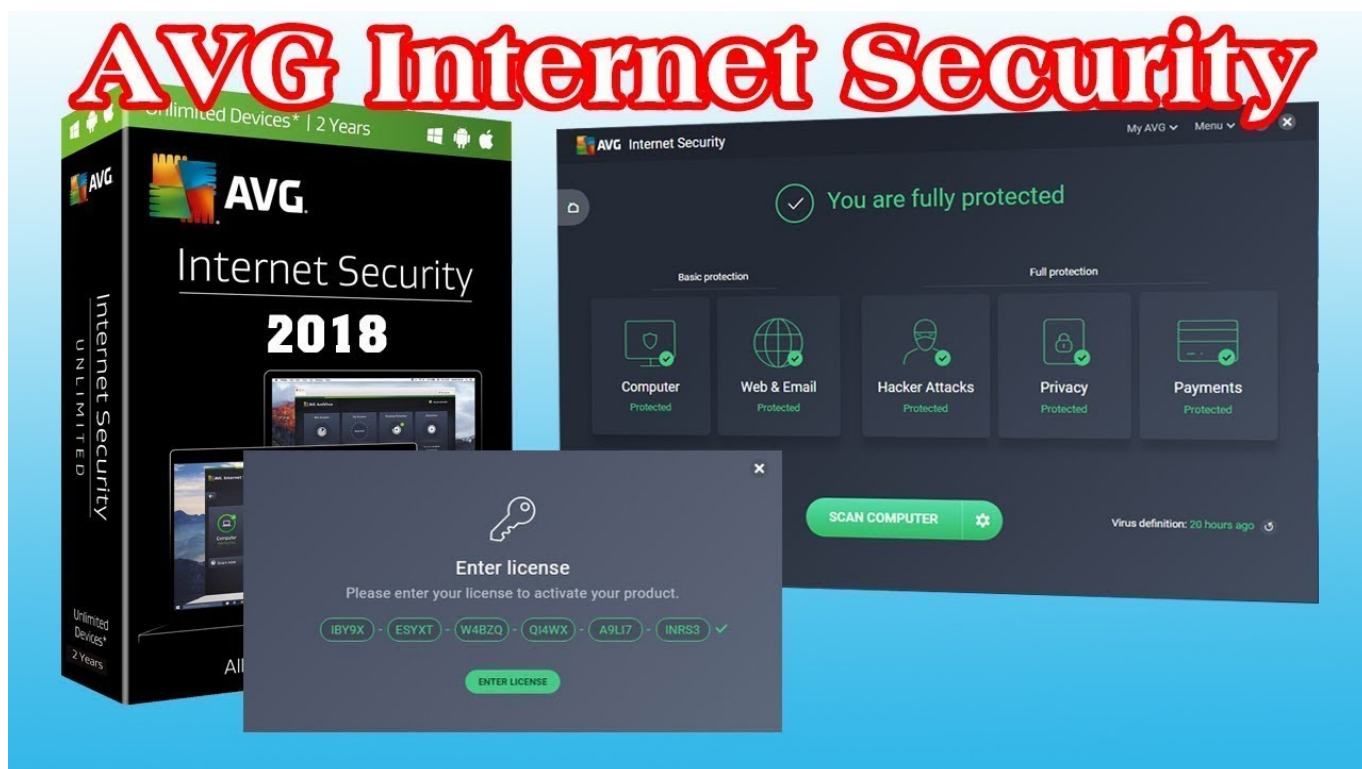 AVG Internet Security
Unlimited Devices* | 2 Years
AVG
AVG.
Internet Security
2018
Internet Security
UNLIMITED
Unlimited
Devices*
2 Years
All
AVG Internet Security
My AVG
Menu
You are fully protected
Basic protection
Full protection
Computer
Protected
Web & Email
Protected
Hacker Attacks
Protected
Privacy
Protected
Payments
Protected
SCAN COMPUTER
Virus definition: 20 hours ago
Enter license
Please enter your license to activate your product.
IBY9X - ESYXT - W4BZQ - QI4WX - A9LI7 - INRS3
ENTER LICENSE